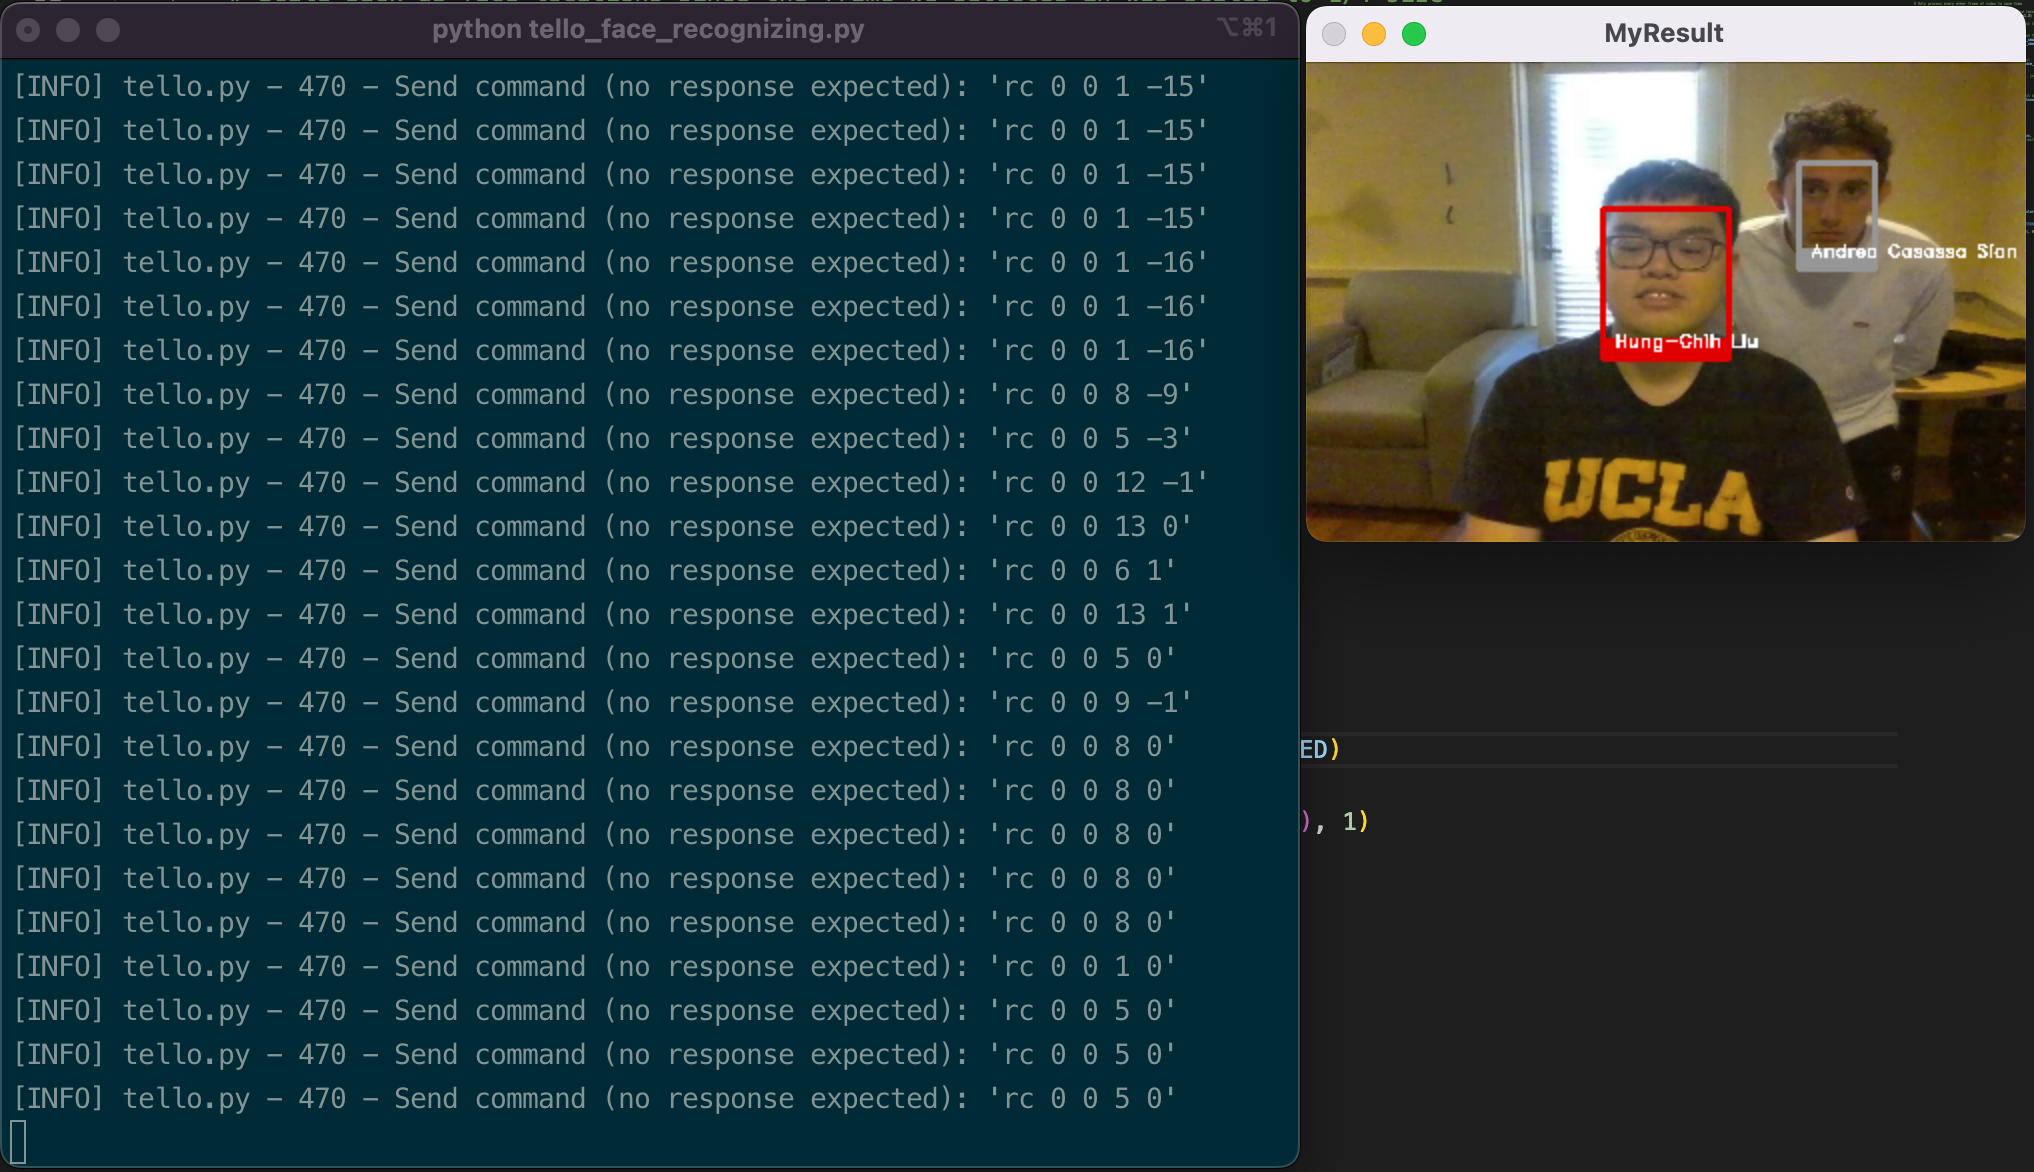 python tello_face_recognizing.py
⌥⌘1
[INFO] tello.py - 470 - Send command (no response expected): 'rc 0 0 1 -15'
[INFO] tello.py - 470 - Send command (no response expected): 'rc 0 0 1 -15'
[INFO] tello.py - 470 - Send command (no response expected): 'rc 0 0 1 -15'
[INFO] tello.py - 470 - Send command (no response expected): 'rc 0 0 1 -15'
[INFO] tello.py - 470 - Send command (no response expected): 'rc 0 0 1 -16'
[INFO] tello.py - 470 - Send command (no response expected): 'rc 0 0 1 -16'
[INFO] tello.py - 470 - Send command (no response expected): 'rc 0 0 1 -16'
[INFO] tello.py - 470 - Send command (no response expected): 'rc 0 0 8 -9'
[INFO] tello.py - 470 - Send command (no response expected): 'rc 0 0 5 -3'
[INFO] tello.py - 470 - Send command (no response expected): 'rc 0 0 12 -1'
[INFO] tello.py - 470 - Send command (no response expected): 'rc 0 0 13 0'
[INFO] tello.py - 470 - Send command (no response expected): 'rc 0 0 6 1'
[INFO] tello.py - 470 - Send command (no response expected): 'rc 0 0 13 1'
[INFO] tello.py - 470 - Send command (no response expected): 'rc 0 0 5 0'
[INFO] tello.py - 470 - Send command (no response expected): 'rc 0 0 9 -1'
[INFO] tello.py - 470 - Send command (no response expected): 'rc 0 0 8 0'
[INFO] tello.py - 470 - Send command (no response expected): 'rc 0 0 8 0'
[INFO] tello.py - 470 - Send command (no response expected): 'rc 0 0 8 0'
[INFO] tello.py - 470 - Send command (no response expected): 'rc 0 0 8 0'
[INFO] tello.py - 470 - Send command (no response expected): 'rc 0 0 8 0'
[INFO] tello.py - 470 - Send command (no response expected): 'rc 0 0 1 0'
[INFO] tello.py - 470 - Send command (no response expected): 'rc 0 0 5 0'
[INFO] tello.py - 470 - Send command (no response expected): 'rc 0 0 5 0'
[INFO] tello.py - 470 - Send command (no response expected): 'rc 0 0 5 0'
MyResult
Andrea Casassa Sian
Hung-Chih Liu
UCLA
ED)
), 1)